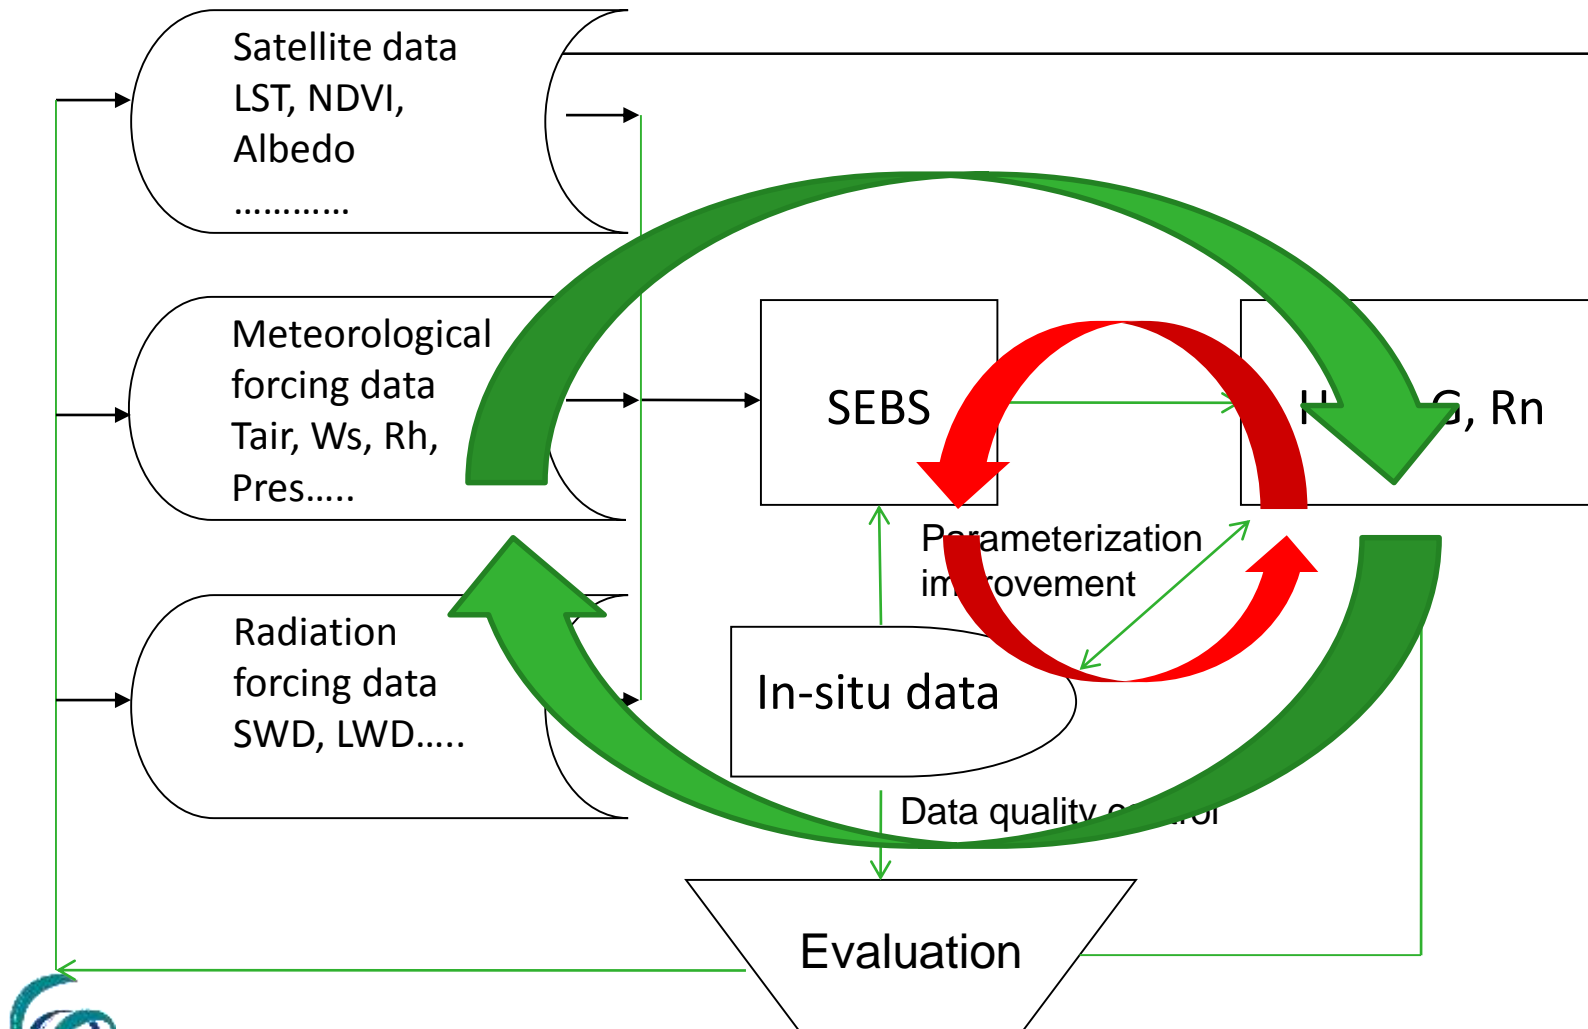 Satellite data
LST, NDVI,
Albedo
.............
Meteorological
forcing data
Tair, Ws, Rh,
Pres…..
Radiation
forcing data
SWD, LWD…..
SEBS
G, Rn
Parameterization
improvement
In-situ data
Data quality control
Evaluation